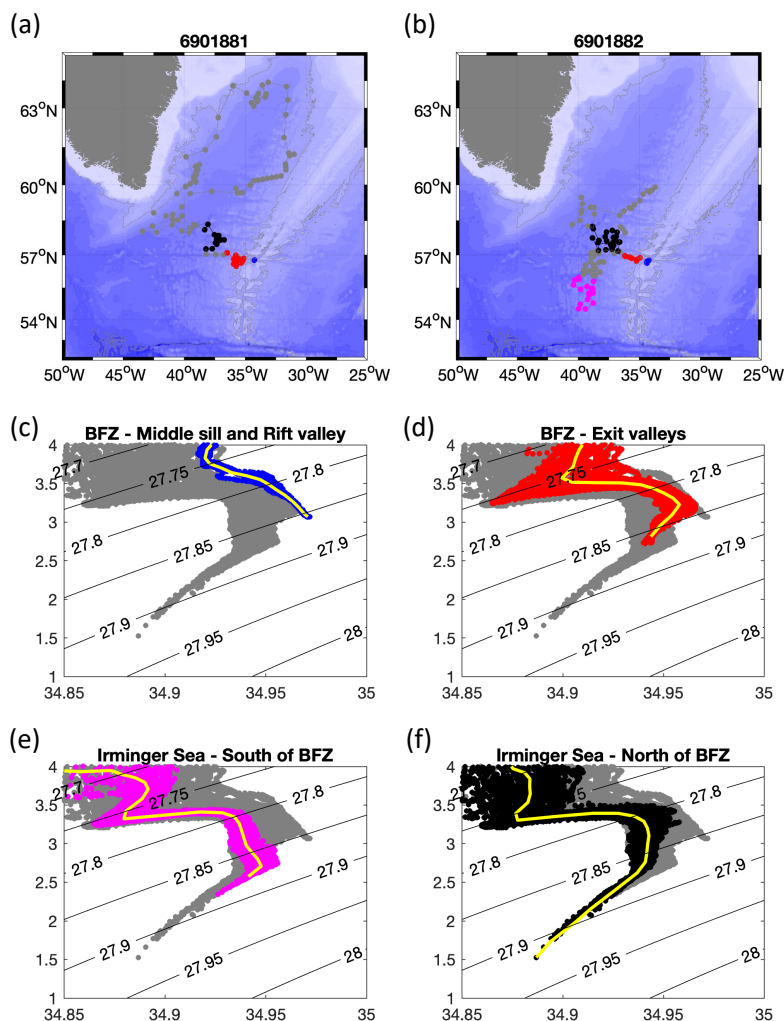 (a)
(b)
6901881
6901882
63°N
60°N
57°N
54°N
50°W 45°W 40°W 35°W 30°W 25°W
63°N
60°N
57°N
54°N
50°W 45°W 40°W 35°W 30°W 25°W
(c)
(d)
BFZ - Middle sill and Rift valley
4
3.5
3
2.5
2
1.5
1
27.7
27.75
27.8
27.8
27.85
27.9
27.9
27.95
28
34.85 34.9 34.95 35
BFZ - Exit valleys
4
3.5
3
2.5
2
1.5
1
27.7
27.75
27.8
27.8
27.85
27.9
27.9
27.95
28
34.85 34.9 34.95 35
(e)
(f)
Irminger Sea - South of BFZ
4
3.5
3
2.5
2
1.5
1
27.7
27.75
27.8
27.8
27.85
27.9
27.9
27.95
28
34.85 34.9 34.95 35
Irminger Sea - North of BFZ
4
3.5
3
2.5
2
1.5
1
27.8
27.8
27.85
27.9
27.9
27.95
28
34.85 34.9 34.95 35